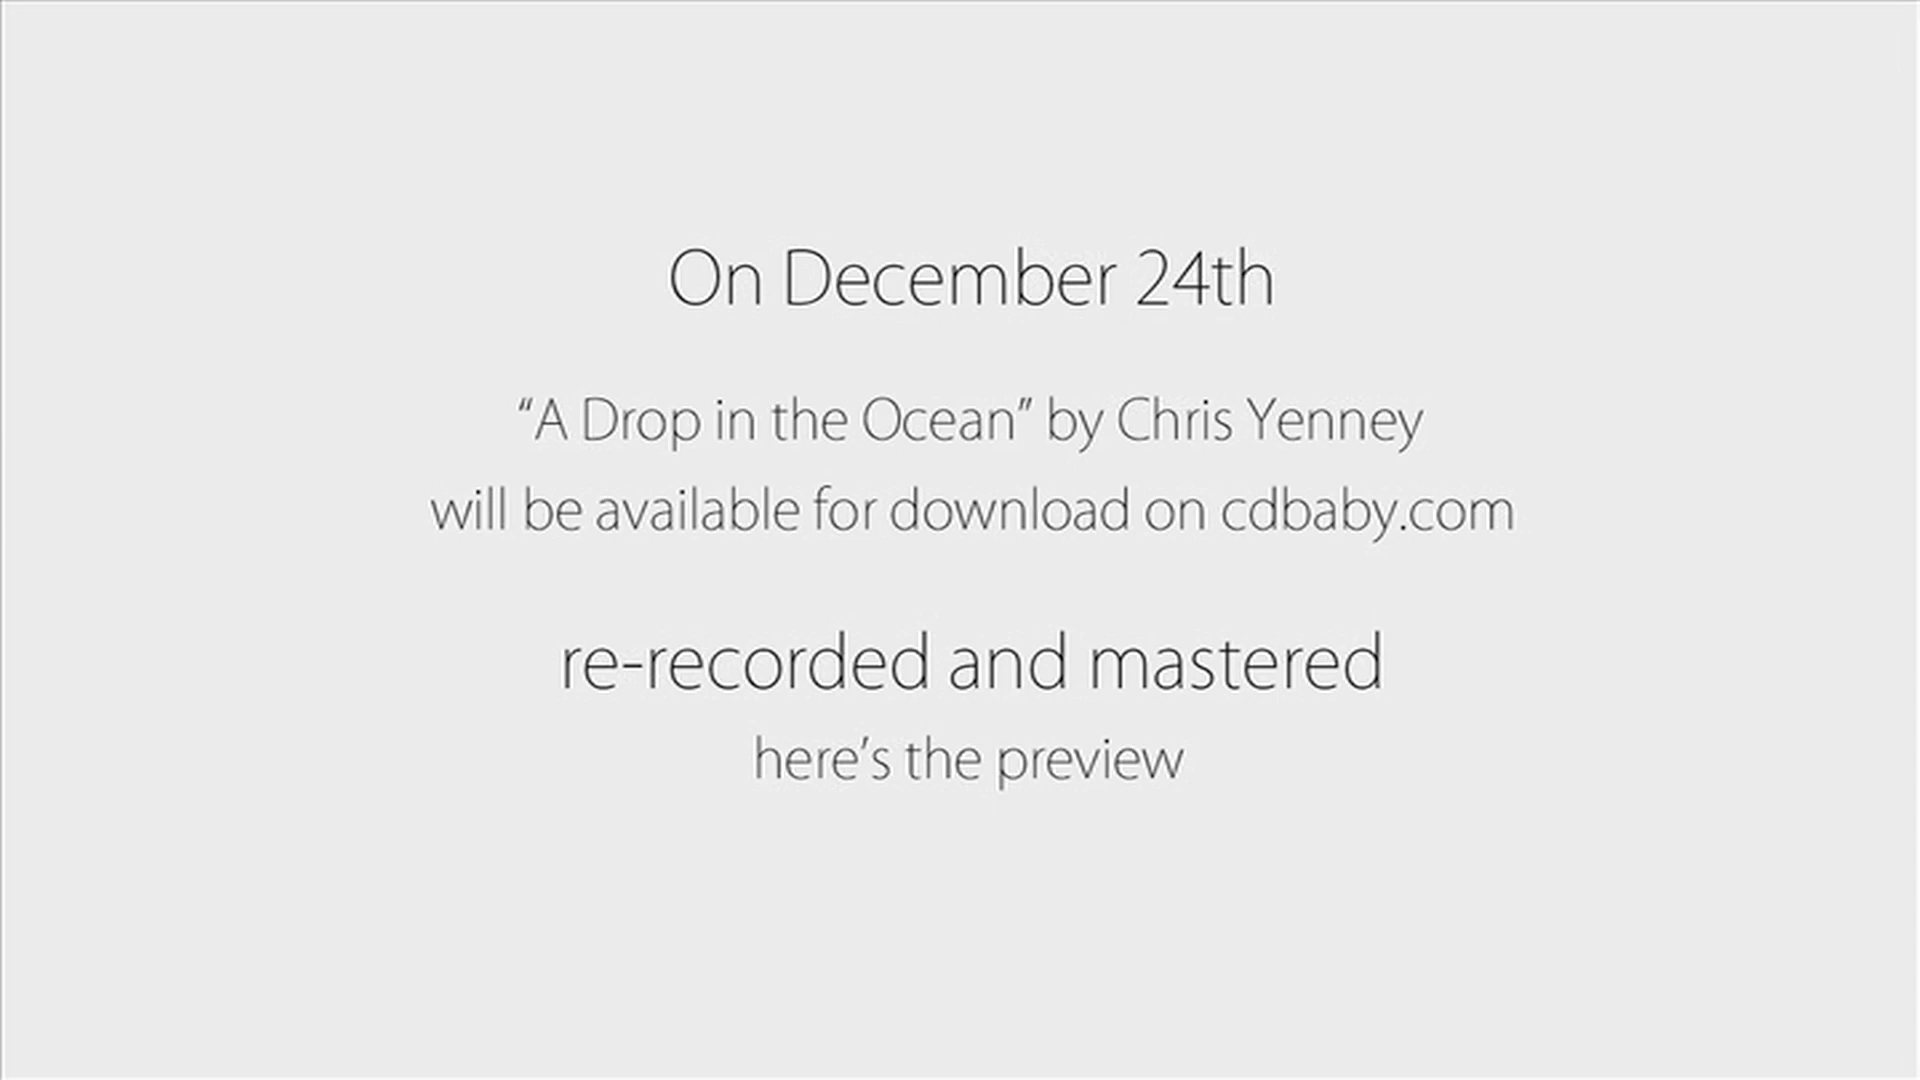 On December 24th
“A Drop in the Ocean” by Chris Yenney
will be available for download on cdbaby.com
re-recorded and mastered
here’s the preview